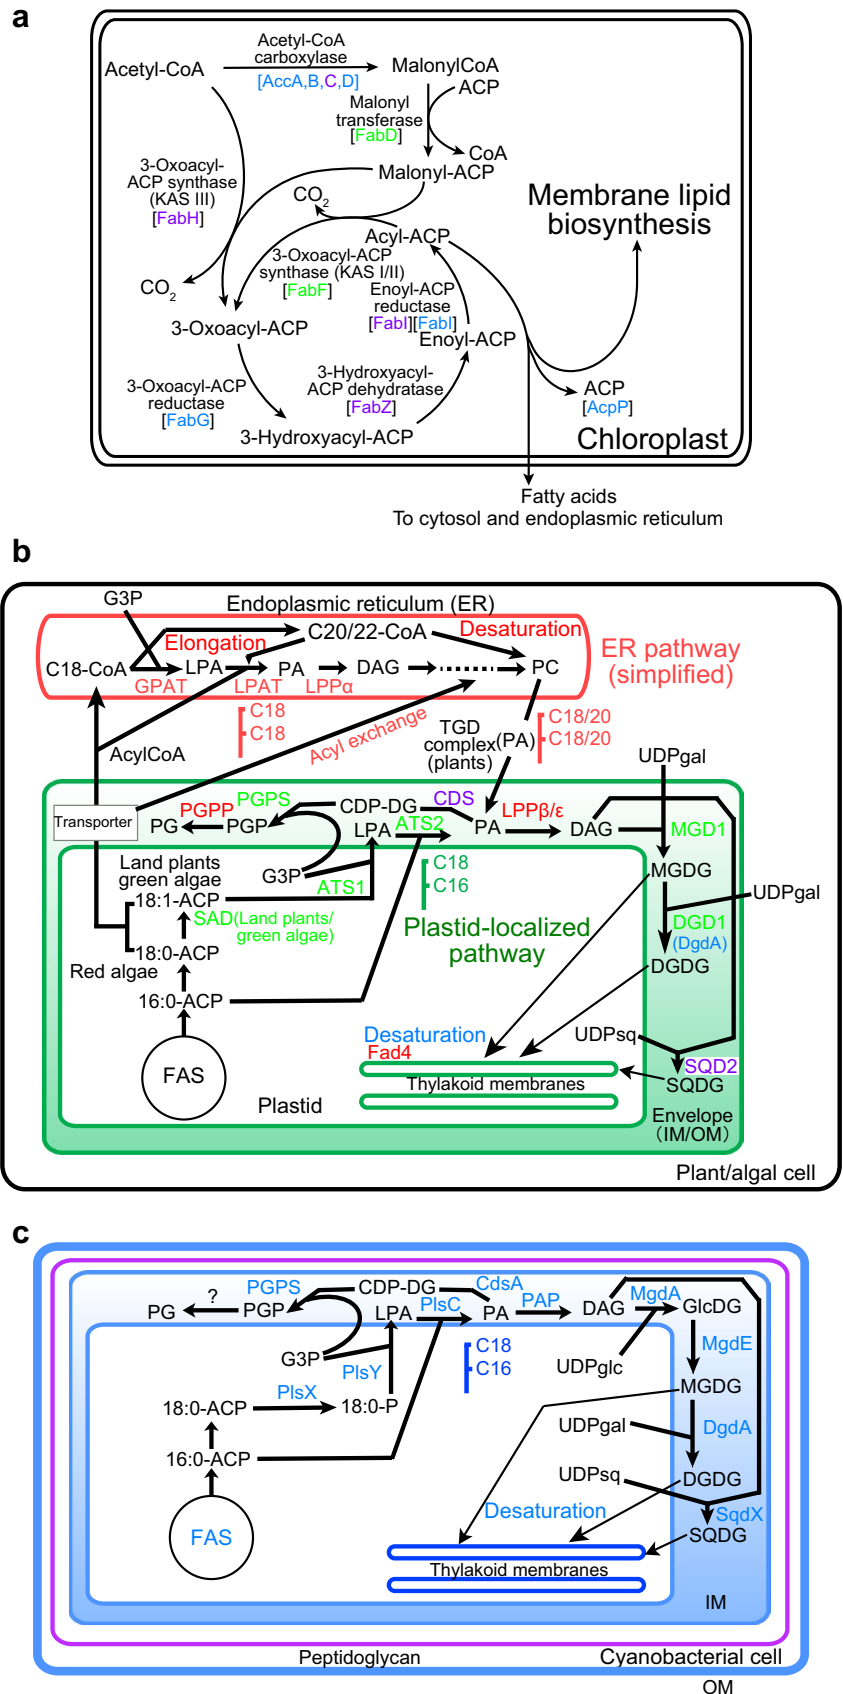 a
Acetyl-CoA
carboxylase
Acetyl-CoA
MalonylCoA
[AccA,B,C,D]
ACP
Malonyl
transferase
[FabD]
CoA
3-Oxoacyl-
ACP synthase
(KAS III)
[FabH]
Malonyl-ACP
CO2
Membrane lipid
biosynthesis
Acyl-ACP
3-Oxoacyl-ACP
synthase (KAS I/II)
[FabF]
CO2
Enoyl-ACP
reductase
[FabI][FabI]
3-Oxoacyl-ACP
Enoyl-ACP
3-Oxoacyl-ACP
reductase
[FabG]
3-Hydroxyacyl-
ACP dehydratase
[FabZ]
ACP
[AcpP]
3-Hydroxyacyl-ACP
Chloroplast
Fatty acids
To cytosol and endoplasmic reticulum
b
G3P
Endoplasmic reticulum (ER)
Elongation
C20/22-CoA
Desaturation
ER pathway
(simplified)
C18-CoA
LPA
PA
DAG
PC
GPAT
LPAT
LPPα
C18
C18
Acyl exchange
C18/20
C18/20
TGD
complex
(plants)
(PA)
AcylCoA
UDPgal
Transporter
PGPP
PGPS
CDP-DG
CDS
PG
PGP
LPA
ATS2
PA
LPPβ/ε
DAG
MGD1
Land plants
green algae
G3P
ATS1
C18
C16
MGDG
18:1-ACP
UDPgal
SAD(Land plants/
green algae)
Plastid-localized
pathway
DGD1
(DgdA)
18:0-ACP
Red algae
DGDG
16:0-ACP
Desaturation
Fad4
UDPsq
SQD2
FAS
Thylakoid membranes
SQDG
Plastid
Envelope
(IM/OM)
Plant/algal cell
c
PGPS
CDP-DG
CdsA
PG
?
PGP
LPA
PlsC
PA
PAP
DAG
MgdA
GlcDG
G3P
PlsY
C18
C16
UDPglc
MgdE
PlsX
18:0-ACP
18:0-P
MGDG
UDPgal
DgdA
16:0-ACP
UDPsq
DGDG
Desaturation
SqdX
FAS
SQDG
Thylakoid membranes
IM
Peptidoglycan
Cyanobacterial cell
OM